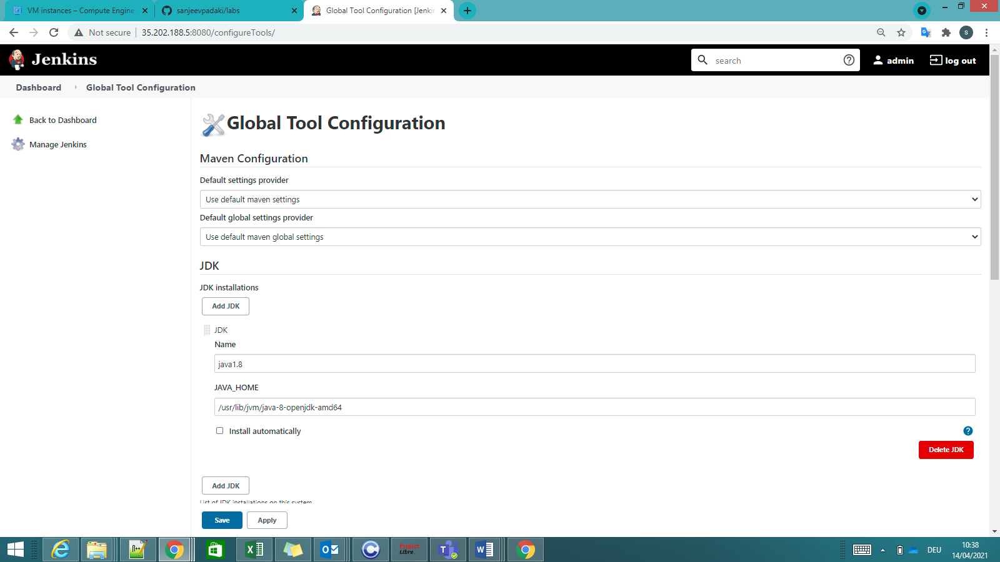 VM instances – Compute Engine
sanjeevpadaki/labs
Global Tool Configuration [Jenki
Not secure
35.202.188.5:8080/configureTools/
S
Jenkins
search
admin
log out
Dashboard
Global Tool Configuration
Back to Dashboard
Manage Jenkins
Global Tool Configuration
Maven Configuration
Default settings provider
Use default maven settings
Default global settings provider
Use default maven global settings
JDK
JDK installations
Add JDK
JDK
Name
java1.8
JAVA_HOME
/usr/lib/jvm/java-8-openjdk-amd64
Install automatically
Delete JDK
Add JDK
List of JDK installations on this system
Save
Apply
Project
Libre
DEU
10:38
14/04/2021